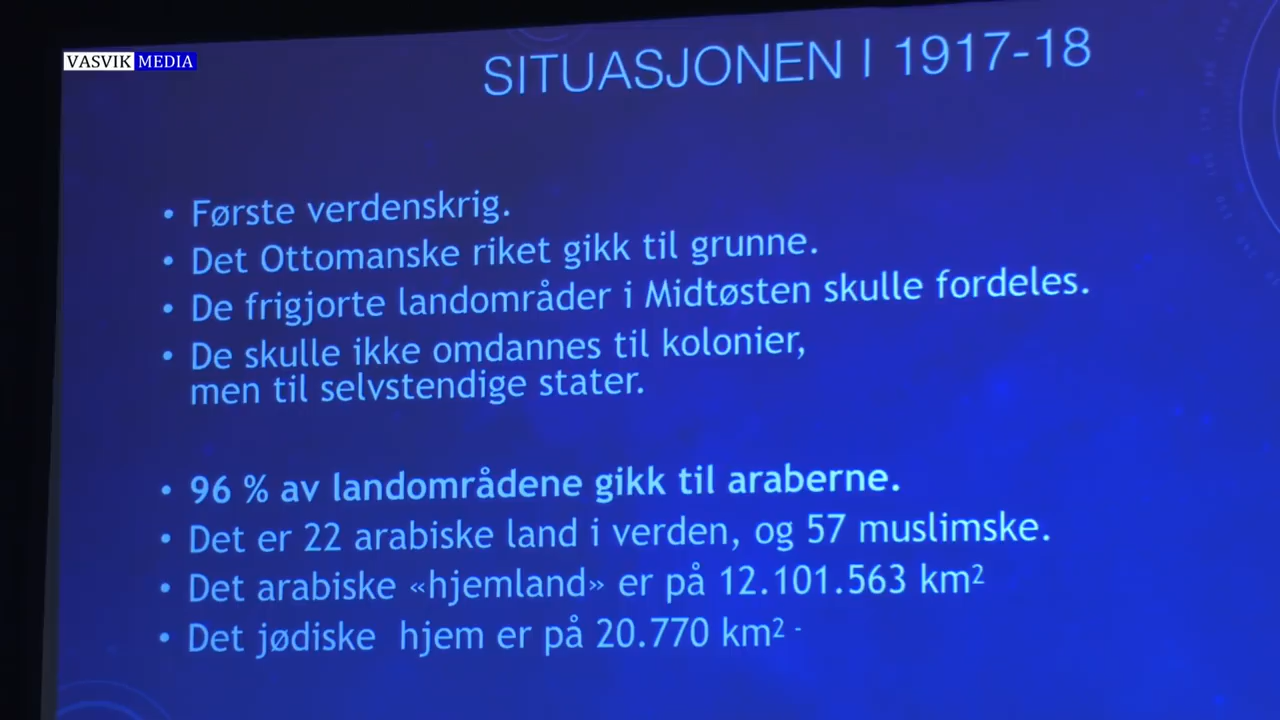 VASVIK MEDIA
SITUASJONEN I 1917-18
• Første verdenskrig.
• Det Ottomanske riket gikk til grunne.
• De frigjorte landområder i Midtøsten skulle fordeles.
• De skulle ikke omdannes til kolonier,
men til selvstendige stater.
• 96 % av landområdene gikk til araberne.
• Det er 22 arabiske land i verden, og 57 muslimske.
• Det arabiske «hjemland» er på 12.101.563 km²
• Det jødiske  hjem er på 20.770 km² -